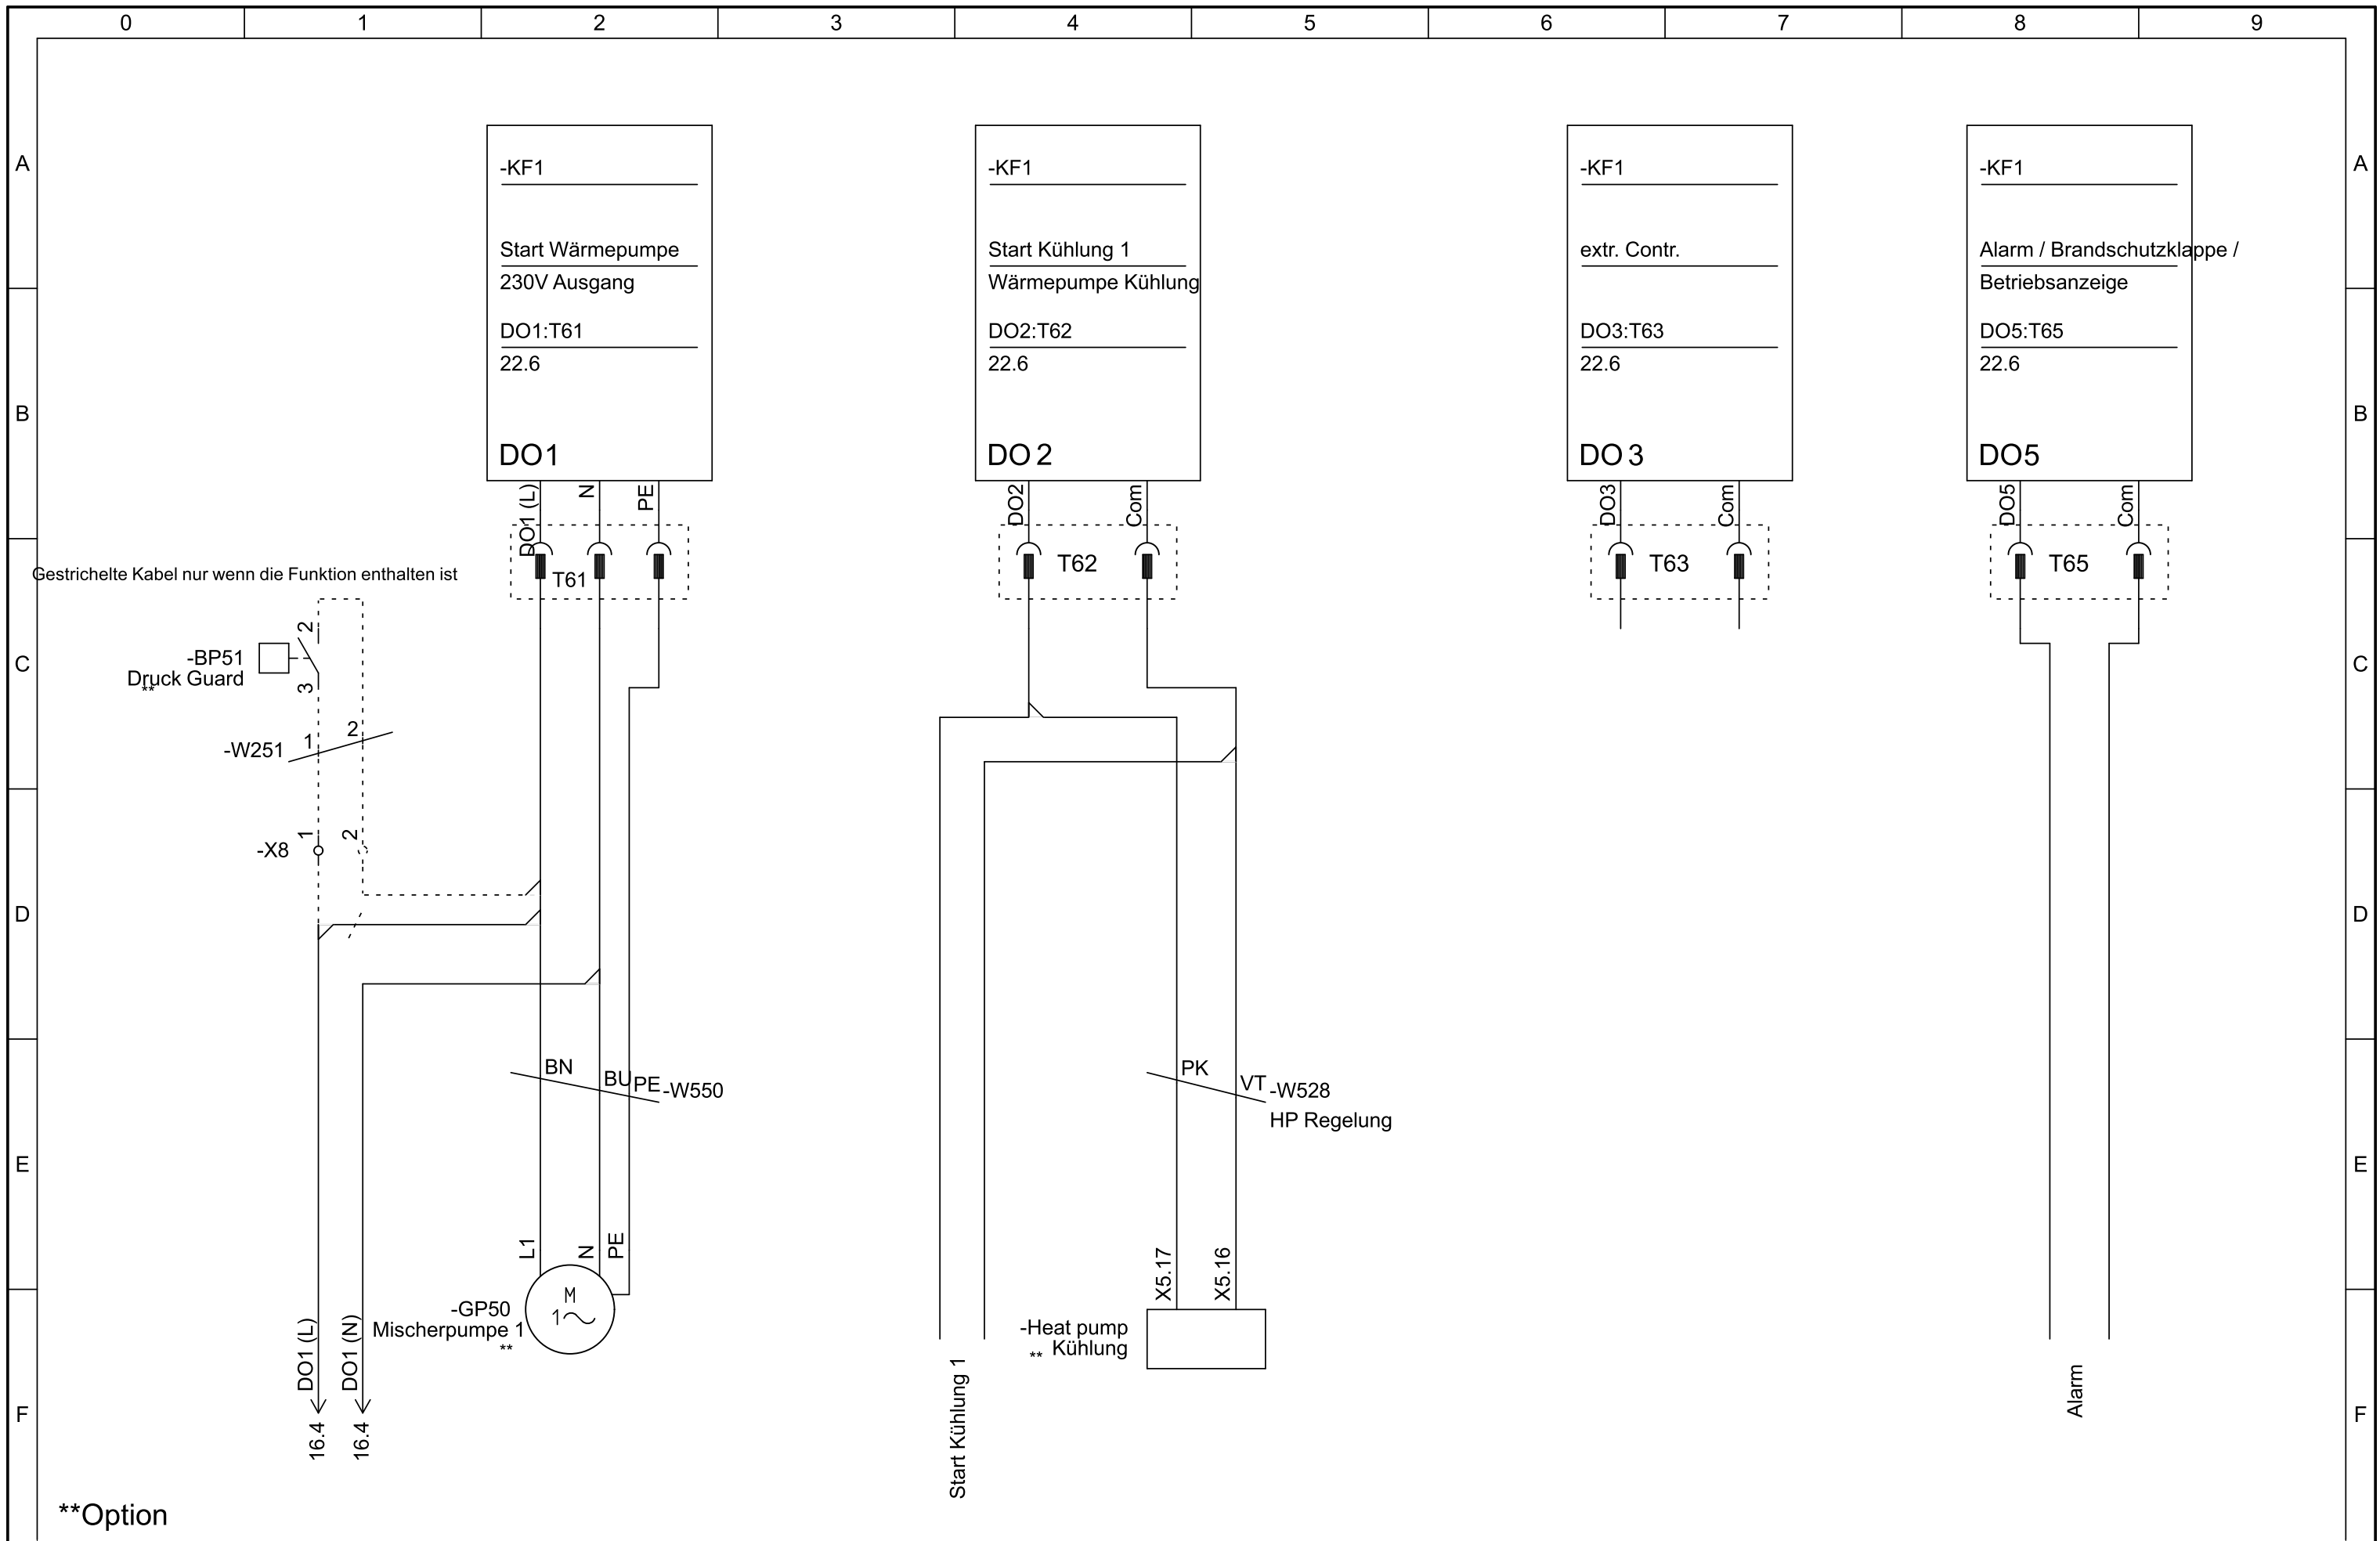 0 1 2 3 4 5 6 7 8 9
A A
-KF1 -KF1 -KF1 -KF1
Start Wärmepumpe Start Kühlung 1 extr. Contr. Alarm / Brandschutzklappe /
230V Ausgang Wärmepumpe Kühlung Betriebsanzeige
DO1:T61 DO2:T62 DO3:T63 DO5:T65
22.6 22.6 22.6 22.6
B B
DO1 DO2 DO3 DO5
DO1 (L) N PE DO2 Com DO3 Com DO5 Com
T61 T62 T63 T65
Gestrichelte Kabel nur wenn die Funktion enthalten ist
2
-BP51
C C
Druck Guard
**
3
-W251 1 2
-X8 1 2
D D
BN BU PE -W550
PK VT -W528
HP Regelung
E E
L1 N PE X5.17 X5.16
M
1
-GP50
Mischerpumpe 1
**
-Heat pump
** Kühlung
DO1 (L) DO1 (N)
Start Kühlung 1
Alarm
F F
16.4 16.4
**Option